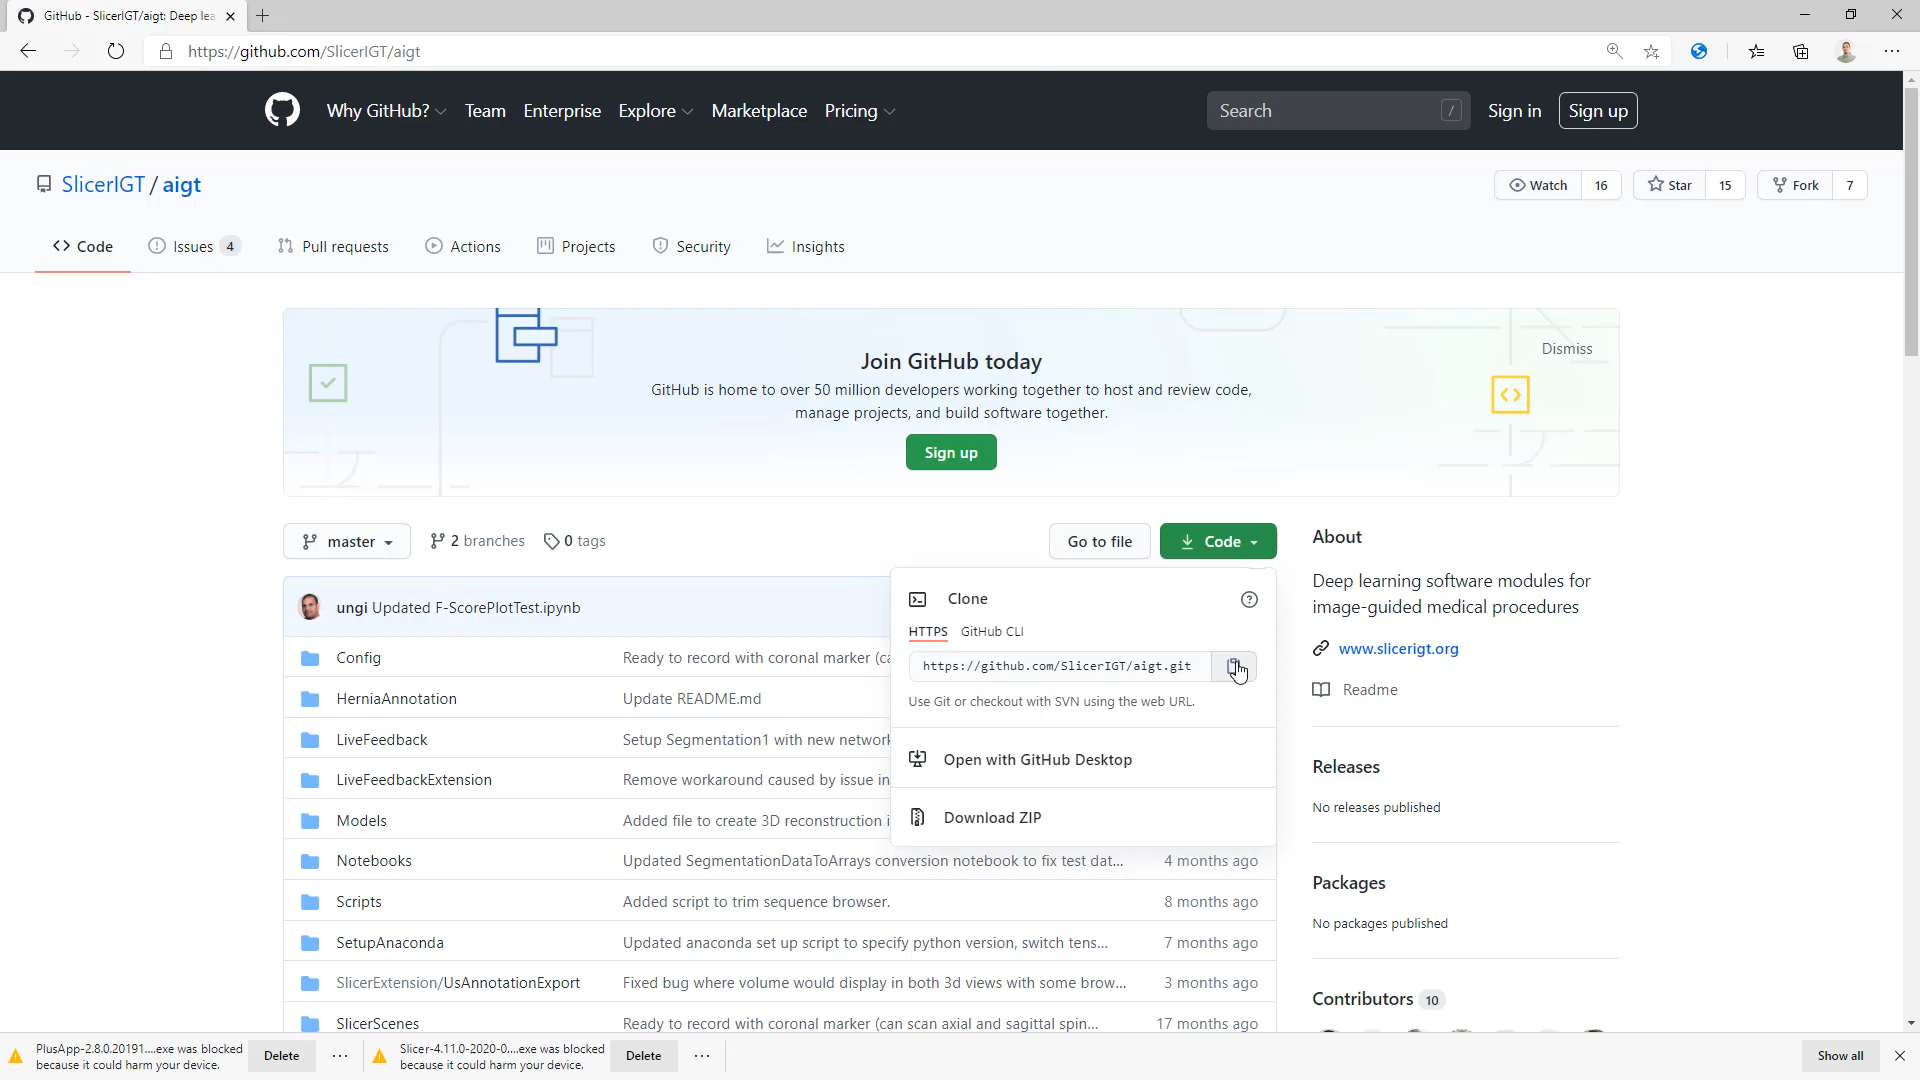 GitHub - SlicerIGT/aigt: Deep lea
https://github.com/SlicerIGT/aigt
Why GitHub? Team Enterprise Explore Marketplace Pricing Search / Sign in Sign up
SlicerIGT / aigt Watch 16 Star 15 Fork 7
Code Issues 4 Pull requests Actions Projects Security Insights
Join GitHub today
Dismiss
GitHub is home to over 50 million developers working together to host and review code,
manage projects, and build software together.
Sign up
master 2 branches 0 tags Go to file Code
ungi Updated F-ScorePlotTest.ipynb
Config Ready to record with coronal marker (ca
HerniaAnnotation Update README.md
LiveFeedback Setup Segmentation1 with new network
LiveFeedbackExtension Remove workaround caused by issue in
Models Added file to create 3D reconstruction i
Notebooks Updated SegmentationDataToArrays conversion notebook to fix test dat... 4 months ago
Scripts Added script to trim sequence browser. 8 months ago
SetupAnaconda Updated anaconda set up script to specify python version, switch tens... 7 months ago
SlicerExtension/UsAnnotationExport Fixed bug where volume would display in both 3d views with some brow... 3 months ago
SlicerScenes Ready to record with coronal marker (can scan axial and sagittal spin... 17 months ago
Clone
HTTPS GitHub CLI
https://github.com/SlicerIGT/aigt.git
Use Git or checkout with SVN using the web URL.
Open with GitHub Desktop
Download ZIP
About
Deep learning software modules for
image-guided medical procedures
www.slicerigt.org
Readme
Releases
No releases published
Packages
No packages published
Contributors 10
PlusApp-2.8.0.20191....exe was blocked
because it could harm your device.
Delete
Slicer-4.11.0-2020-0....exe was blocked
because it could harm your device.
Delete
Show all